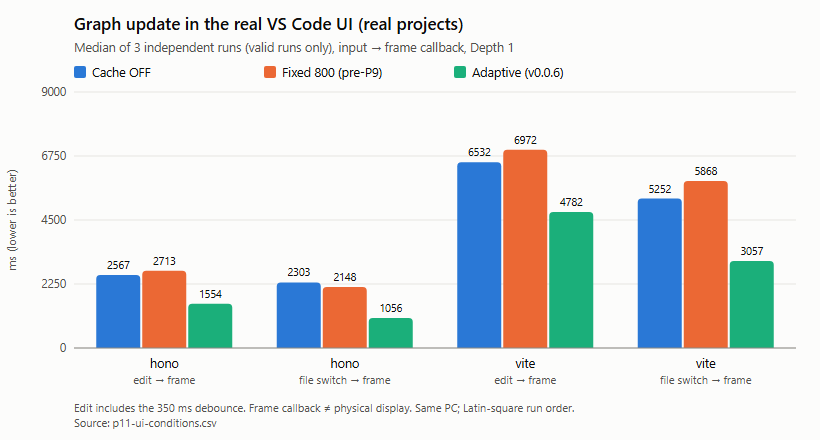 Graph update in the real VS Code UI (real projects)
Median of 3 independent runs (valid runs only), input → frame callback, Depth 1
Cache OFF Fixed 800 (pre-P9) Adaptive (v0.0.6)
9000
6750
4500
2250
0
ms (lower is better)
2567 2713 1554
2303 2148 1056
6532 6972 4782
5252 5868 3057
hono hono vite vite
edit → frame file switch → frame edit → frame file switch → frame
Edit includes the 350 ms debounce. Frame callback ≠ physical display. Same PC; Latin-square run order.
Source: p11-ui-conditions.csv